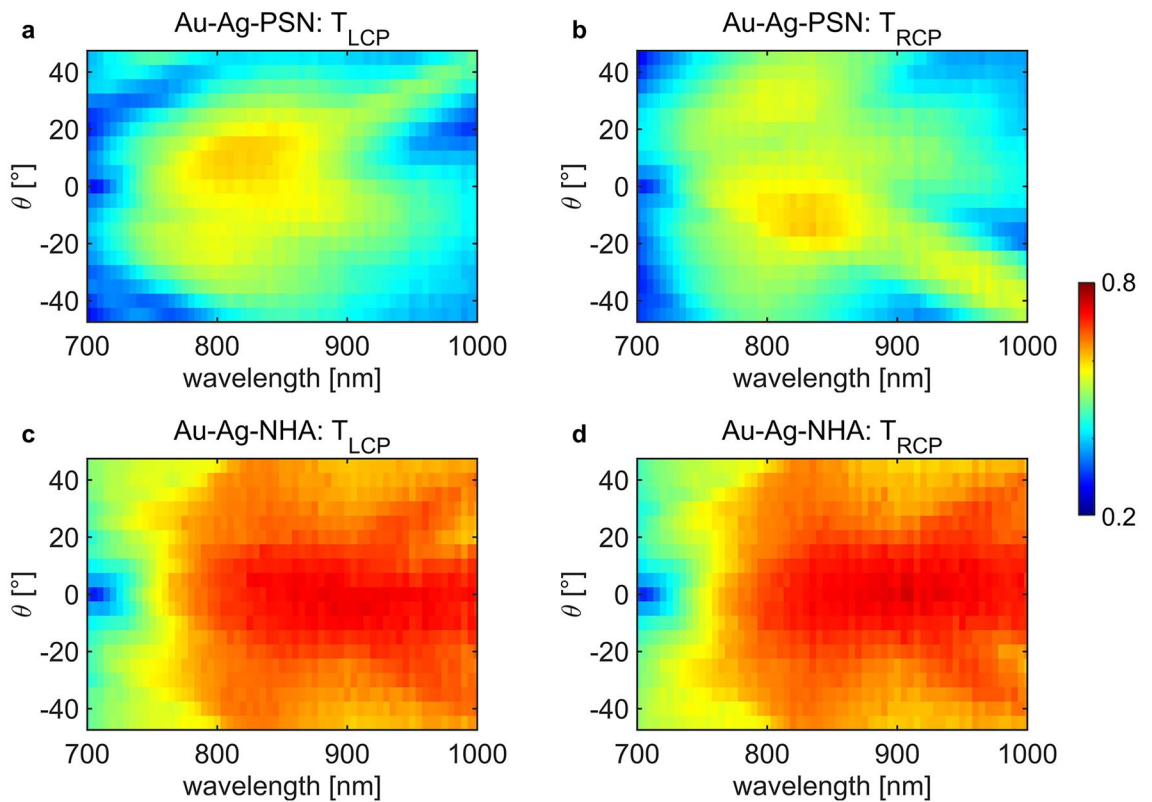 a Au-Ag-PSN: T_LCP
40
20
0
-20
-40
θ [°]
700 800 900 1000
wavelength [nm]
b Au-Ag-PSN: T_RCP
40
20
0
-20
-40
θ [°]
700 800 900 1000
wavelength [nm]
0.8
0.2
c Au-Ag-NHA: T_LCP
40
20
0
-20
-40
θ [°]
700 800 900 1000
wavelength [nm]
d Au-Ag-NHA: T_RCP
40
20
0
-20
-40
θ [°]
700 800 900 1000
wavelength [nm]